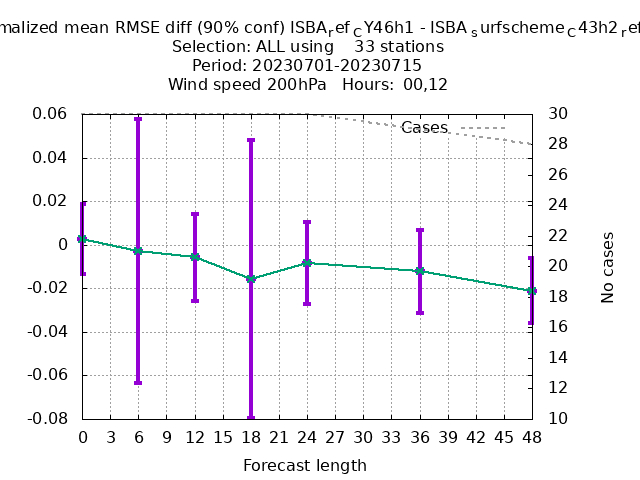 malized mean RMSE diff (90% conf) ISBA_ref_CY46h1 - ISBA_surfscheme_C43h2_ref
Selection: ALL using 33 stations
Period: 20230701-20230715
Wind speed 200hPa Hours: 00,12
0.06
0.04
0.02
0
-0.02
-0.04
-0.06
-0.08
Cases
30
28
26
24
22
20
18
16
14
12
10
No cases
0 3 6 9 12 15 18 21 24 27 30 33 36 39 42 45 48
Forecast length